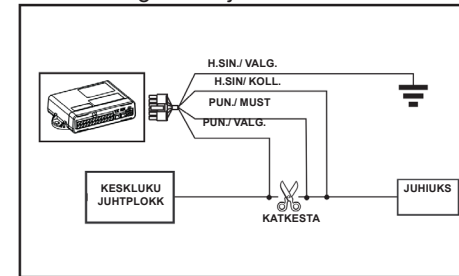 H.SIN./ VALG.
H.SIN/ KOLL.
PUN./ MUST
PUN./ VALG.
KESKLUKU
JUHTPLOKK
KATKESTA
JUHIUKS